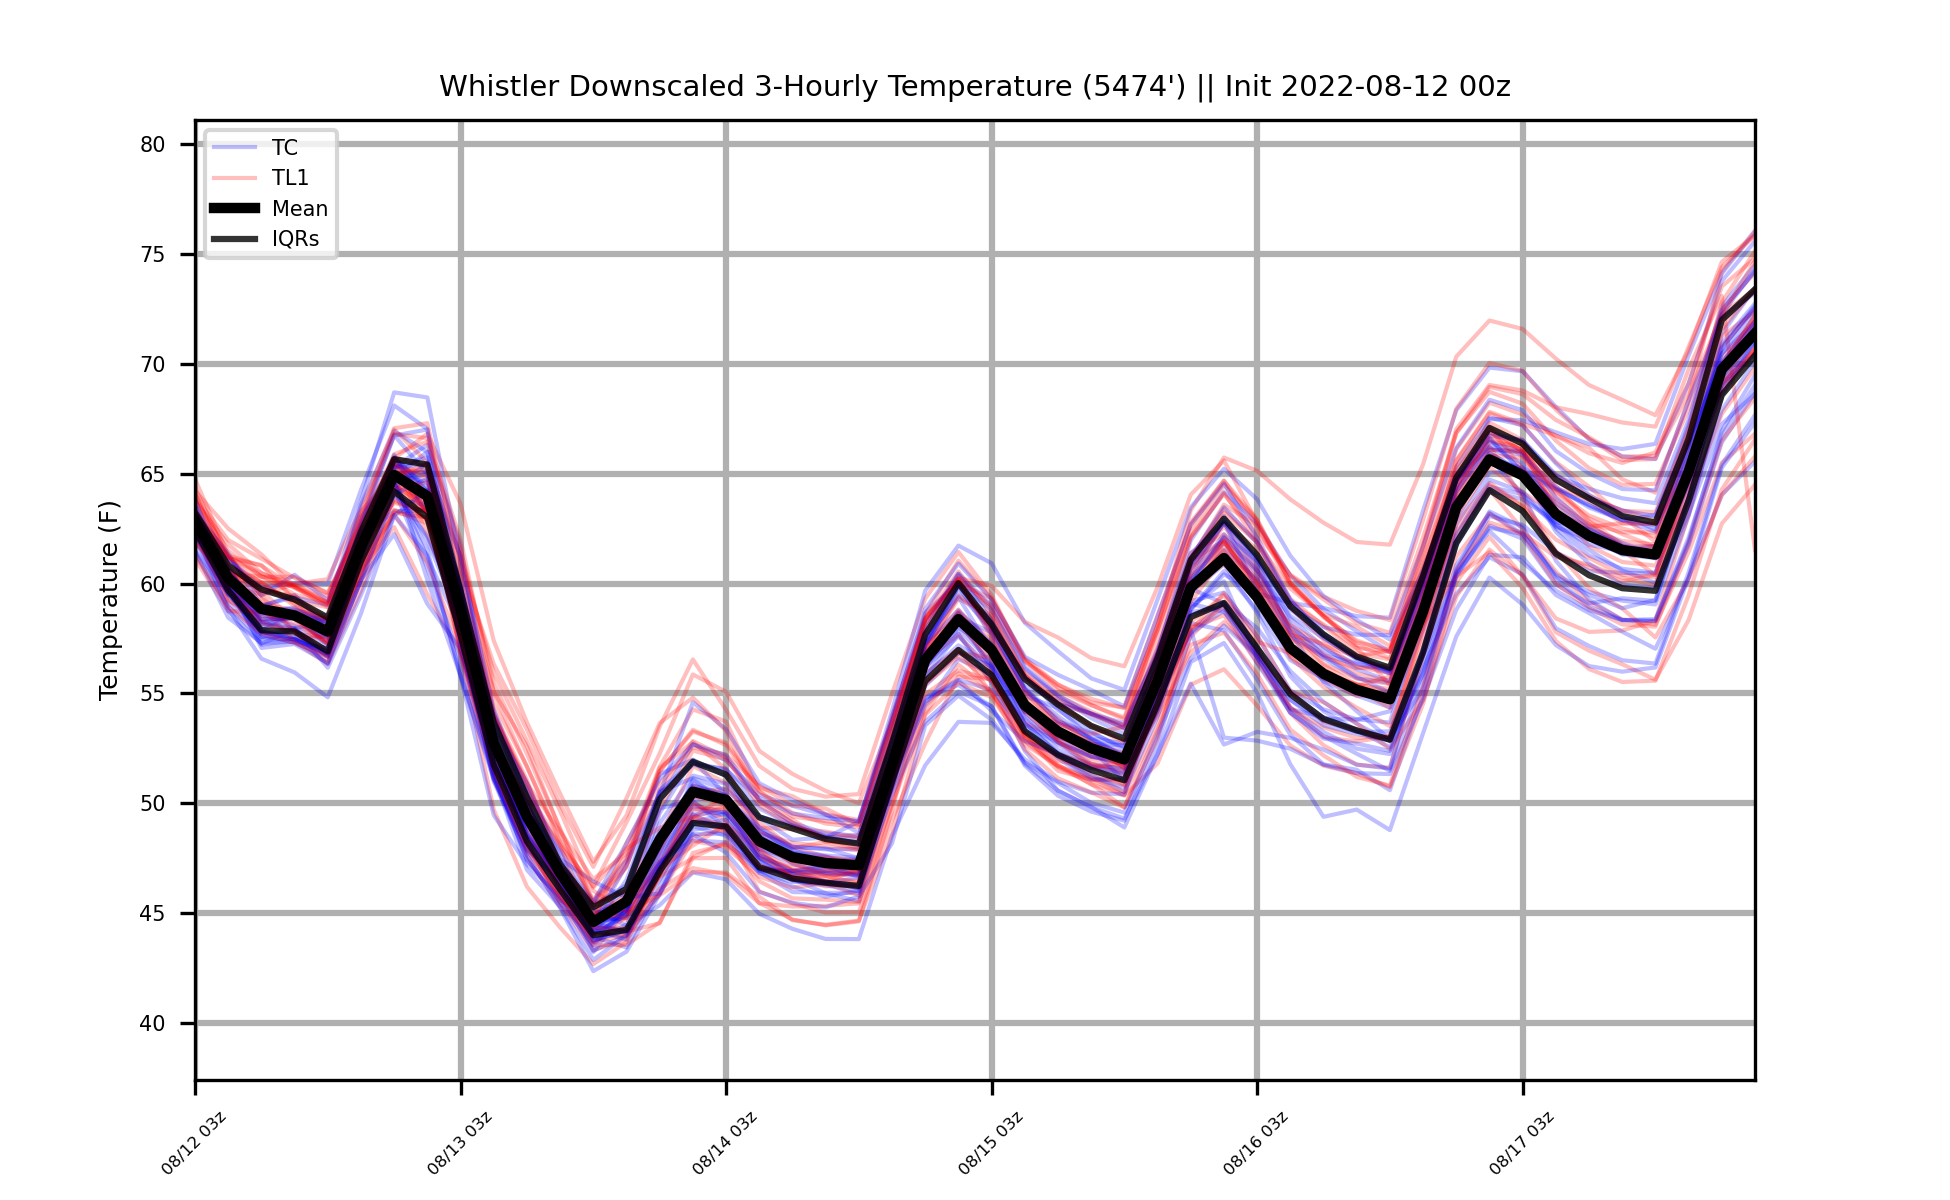 Whistler Downscaled 3-Hourly Temperature (5474') || Init 2022-08-12 00z
TC
TL1
Mean
IQRs
Temperature (F)
80
75
70
65
60
55
50
45
40
08/12 03z
08/13 03z
08/14 03z
08/15 03z
08/16 03z
08/17 03z